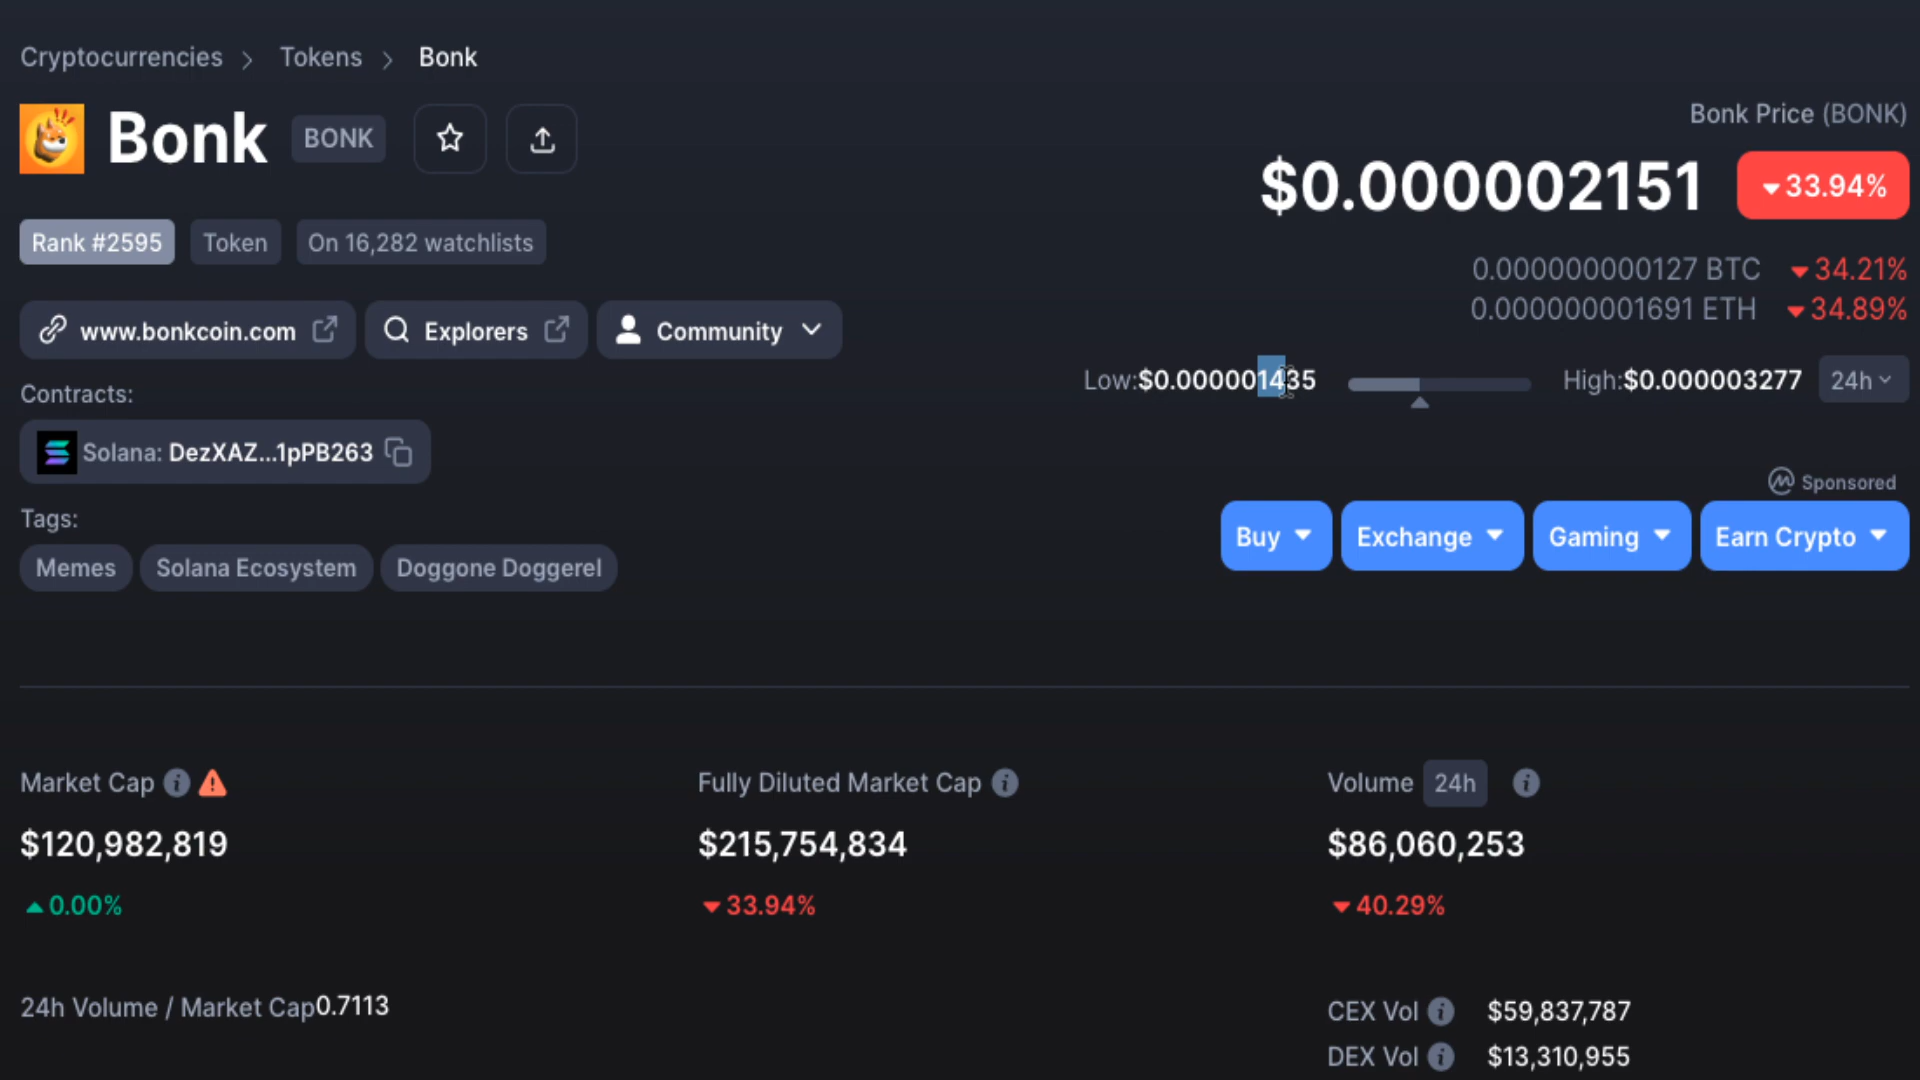 Cryptocurrencies > Tokens > Bonk
Bonk BONK
Bonk Price (BONK)
$0.000002151 ▼33.94%
Rank #2595 Token On 16,282 watchlists
0.000000000127 BTC ▼34.21%
0.000000001691 ETH ▼34.89%
www.bonkcoin.com Explorers Community
Low:$0.000001435 High:$0.000003277 24h
Contracts:
Solana: DezXAZ...1pPB263
Sponsored
Tags:
Buy Exchange Gaming Earn Crypto
Memes Solana Ecosystem Doggone Doggerel
Market Cap Fully Diluted Market Cap Volume 24h
$120,982,819 $215,754,834 $86,060,253
▲0.00% ▼33.94% ▼40.29%
24h Volume / Market Cap0.7113
CEX Vol $59,837,787
DEX Vol $13,310,955